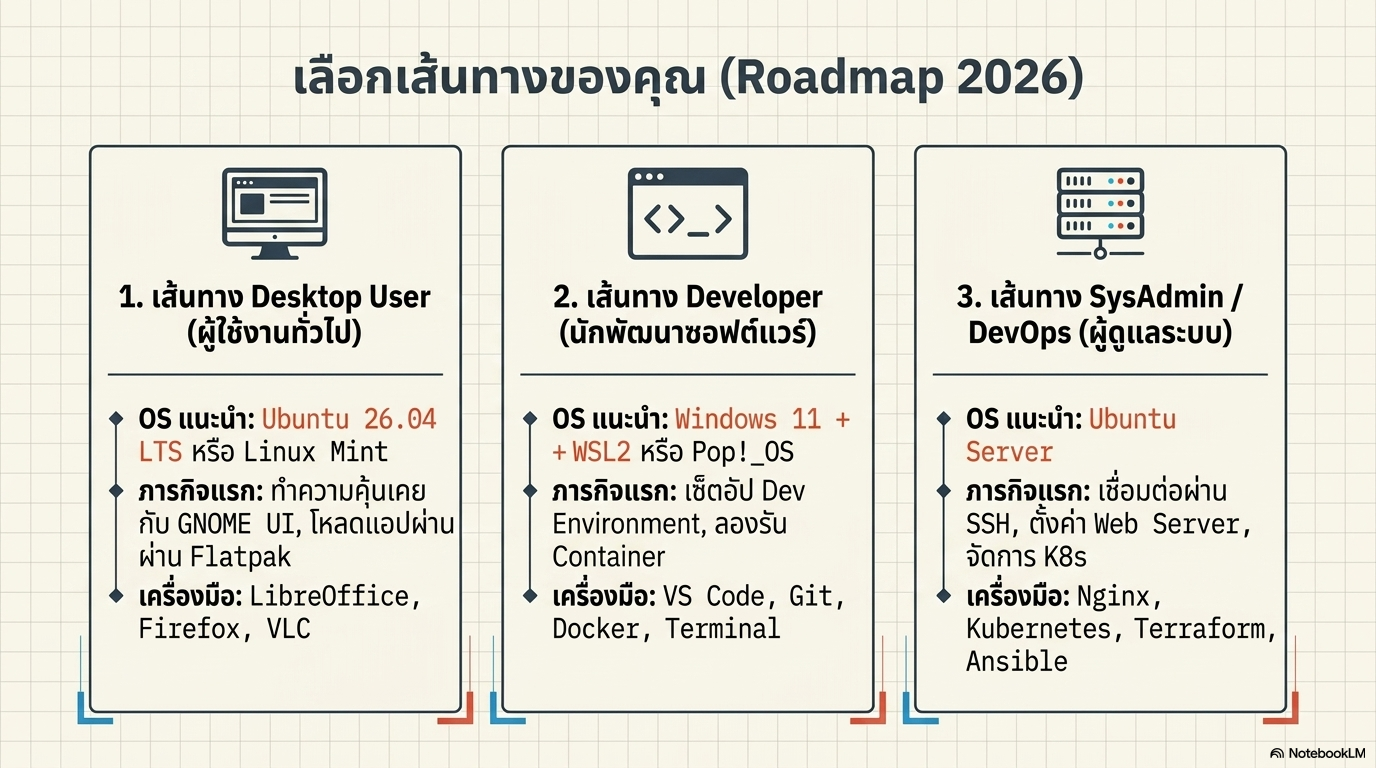 เลือกเส้นทางของคุณ (Roadmap 2026)
1. เส้นทาง Desktop User
(ผู้ใช้งานทั่วไป)
OS แนะนำ: Ubuntu 26.04
LTS หรือ Linux Mint
ภารกิจแรก: ทำความคุ้นเคย
กับ GNOME UI, โหลดแอปผ่าน
ผ่าน Flatpak
เครื่องมือ: LibreOffice,
Firefox, VLC
<>_>
2. เส้นทาง Developer
(นักพัฒนาซอฟต์แวร์)
OS แนะนำ: Windows 11 +
+ WSL2 หรือ Pop!_OS
ภารกิจแรก: เซ็ตอัป Dev
Environment, ลองรัน
Container
เครื่องมือ: VS Code, Git,
Docker, Terminal
3. เส้นทาง SysAdmin /
DevOps (ผู้ดูแลระบบ)
OS แนะนำ: Ubuntu
Server
ภารกิจแรก: เชื่อมต่อผ่าน
SSH, ตั้งค่า Web Server,
จัดการ K8s
เครื่องมือ: Nginx,
Kubernetes, Terraform,
Ansible
NotebookLM